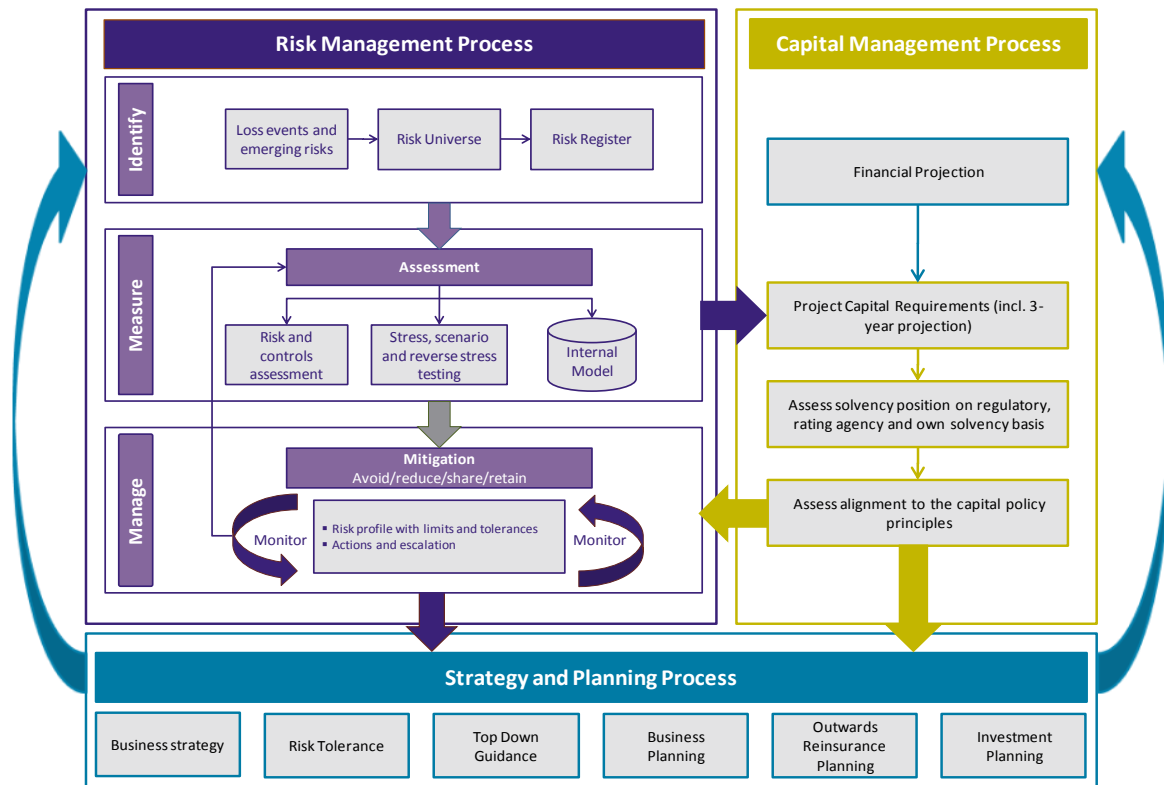 Risk Management Process
Identify
Loss events and
emerging risks
Risk Universe
Risk Register
Measure
Assessment
Risk and
controls
assessment
Stress, scenario
and reverse stress
testing
Internal
Model
Manage
Mitigation
Avoid/reduce/share/retain
Monitor
▪ Risk profile with limits and tolerances
▪ Actions and escalation
Monitor
Capital Management Process
Financial Projection
Project Capital Requirements (incl. 3-
year projection)
Assess solvency position on regulatory,
rating agency and own solvency basis
Assess alignment to the capital policy
principles
Strategy and Planning Process
Business strategy
Risk Tolerance
Top Down
Guidance
Business
Planning
Outwards
Reinsurance
Planning
Investment
Planning